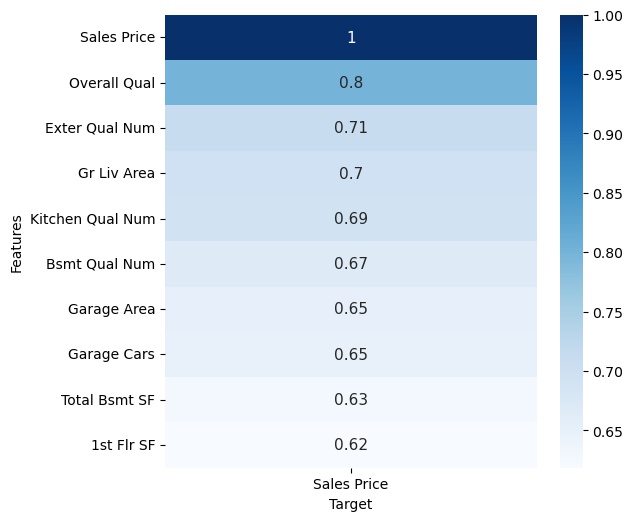 Sales Price 1
Overall Qual 0.8
Exter Qual Num 0.71
Gr Liv Area 0.7
Kitchen Qual Num 0.69
Bsmt Qual Num 0.67
Garage Area 0.65
Garage Cars 0.65
Total Bsmt SF 0.63
1st Flr SF 0.62
Features
Sales Price
Target
1.00
0.95
0.90
0.85
0.80
0.75
0.70
0.65